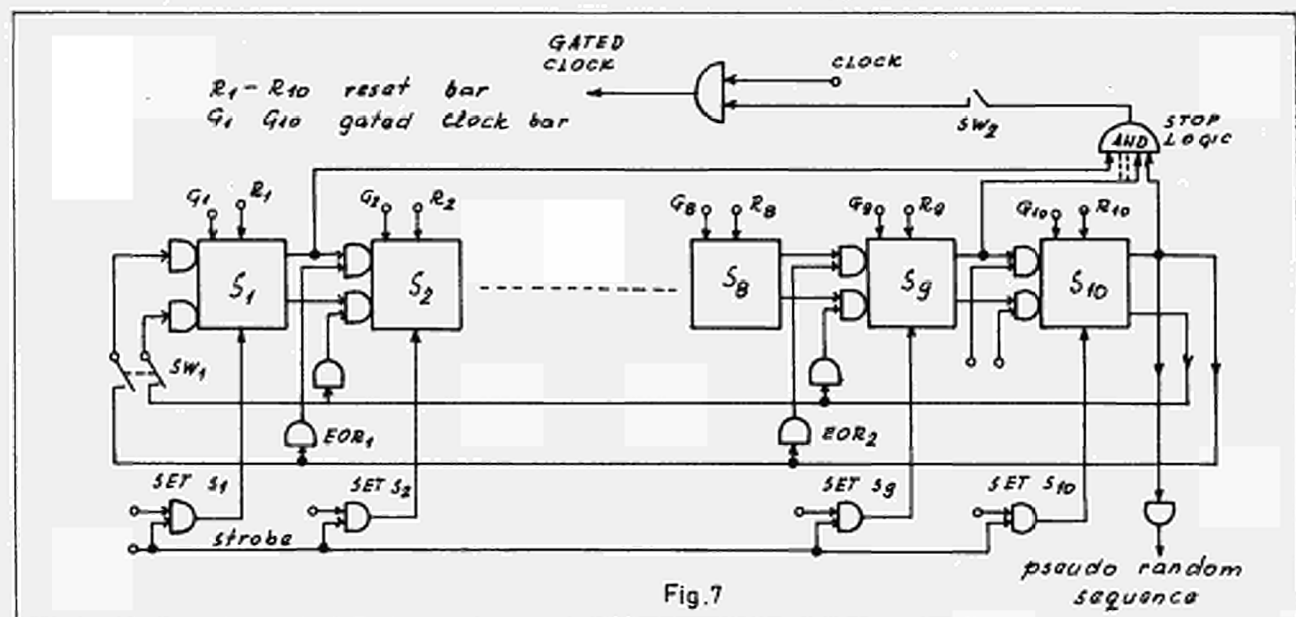 GATED
CLOCK
CLOCK
R1 - R10 reset bar
G1 G10 gated clock bar
SW2
AND
STOP
LOGIC
G1 R1
G2 R2
G8 R8
G9 R9
G10 R10
S1
S2
S8
S9
S10
SW1
EOR1
EOR2
SET S1
SET S2
SET S9
SET S10
strobe
pseudo random
sequence
Fig.7